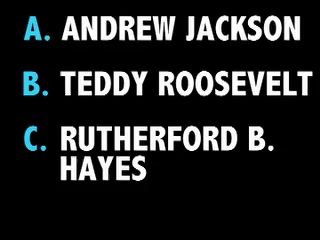 A. ANDREW JACKSON
B. TEDDY ROOSEVELT
C. RUTHERFORD B.
HAYES